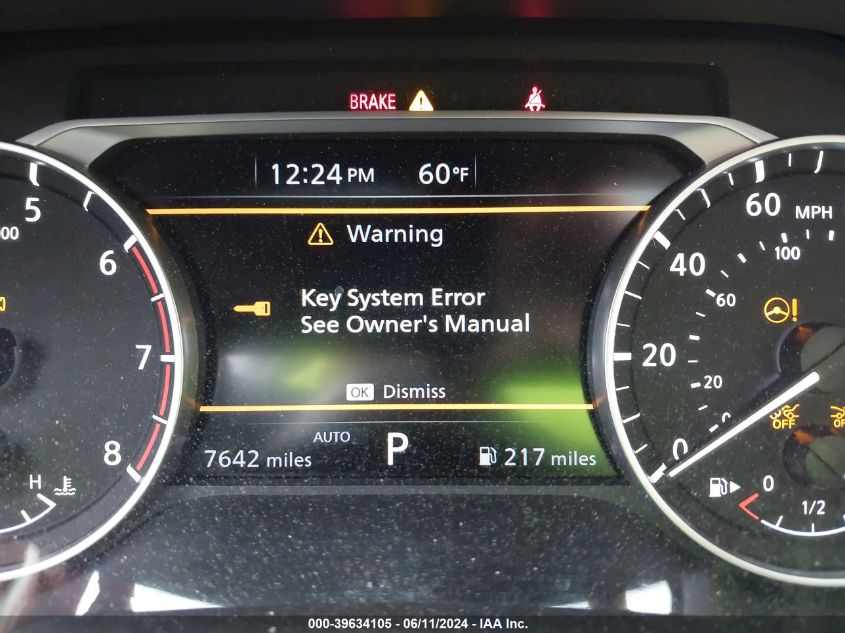 BRAKE
12:24 PM 60°F
Warning
Key System Error
See Owner's Manual
OK Dismiss
7642 miles
AUTO
P
217 miles
5
6
7
8
H
60
MPH
40
20
0
100
60
20
0
OFF
0
1/2
000-39634105 - 06/11/2024 - IAA Inc.